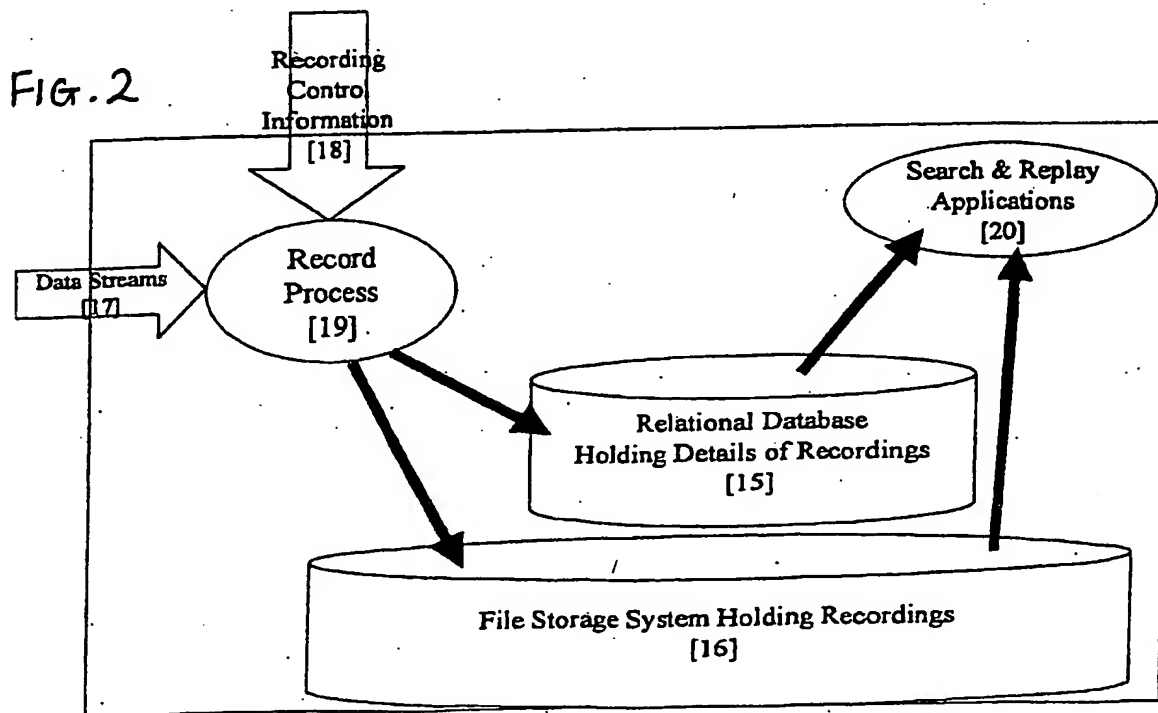 FIG. 2
Recording
Control
Information
[18]
Search & Replay
Applications
[20]
Data Streams
[17]
Record
Process
[19]
Relational Database
Holding Details of Recordings
[15]
File Storage System Holding Recordings
[16]